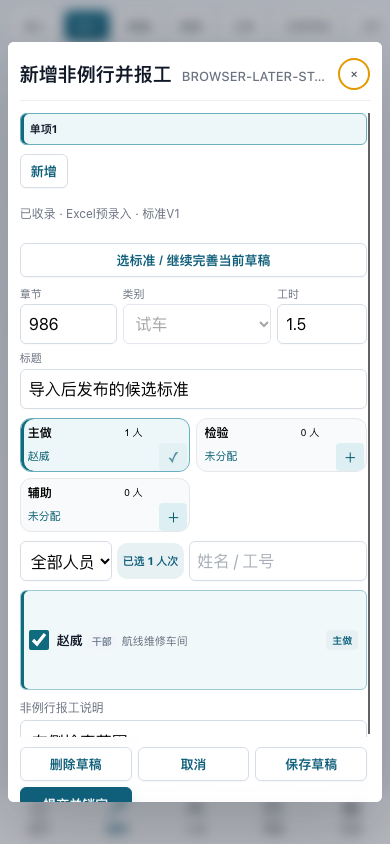 新增非例行并报工 BROWSER-LATER-ST...
×
单项1
新增
已收录 · Excel预录入 · 标准V1
选标准 / 继续完善当前草稿
章节 类别 工时
986 试车 1.5
标题
导入后发布的候选标准
主做 1 人 检验 0 人
赵威 ✓ 未分配 +
辅助 0 人
未分配 +
全部人员 已选 1 人次 姓名 / 工号
赵威 干部 航线维修车间 主做
非例行报工说明
删除草稿 取消 保存草稿